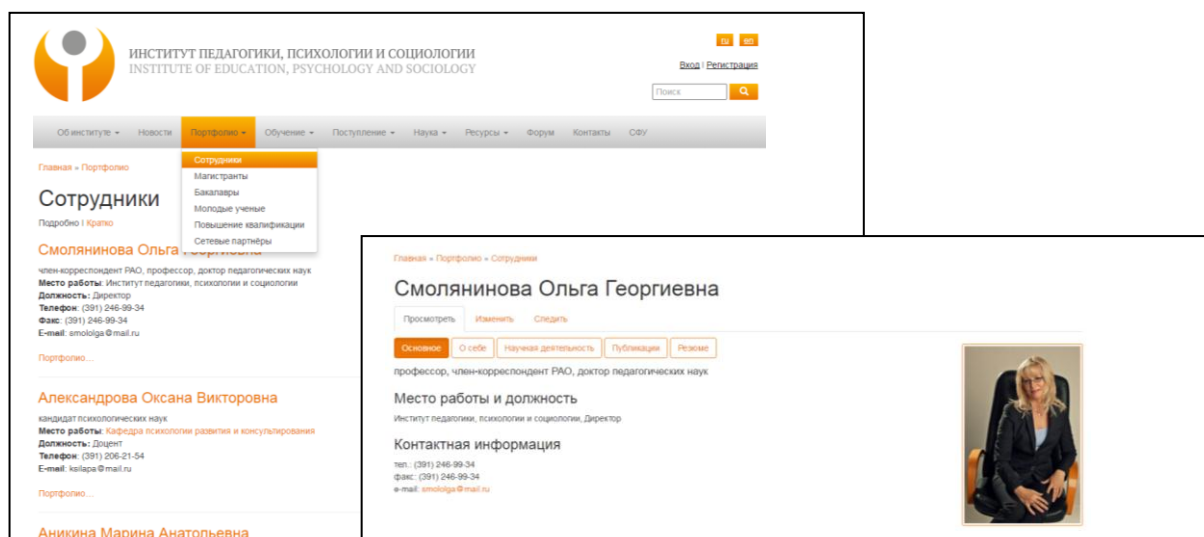 ИНСТИТУТ ПЕДАГОГИКИ, ПСИХОЛОГИИ И СОЦИОЛОГИИ
INSTITUTE OF EDUCATION, PSYCHOLOGY AND SOCIOLOGY
ru en
Вход | Регистрация
Поиск
Об институте Новости Портфолио Обучение Поступление Наука Ресурсы Форум Контакты СФУ
Сотрудники
Магистранты
Бакалавры
Молодые ученые
Повышение квалификации
Сетевые партнёры
Главная » Портфолио
Сотрудники
Подробно | Кратко
Смолянинова Ольга Георгиевна
член-корреспондент РАО, профессор, доктор педагогических наук
Место работы: Институт педагогики, психологии и социологии
Должность: Директор
Телефон: (391) 246-99-34
Факс: (391) 246-99-34
E-mail: smololga@mail.ru
Портфолио...
Александрова Оксана Викторовна
кандидат психологических наук
Место работы: Кафедра психологии развития и консультирования
Должность: Доцент
Телефон: (391) 206-21-54
E-mail: ksilapa@mail.ru
Портфолио...
Аникина Марина Анатольевна
Главная » Портфолио » Сотрудники
Смолянинова Ольга Георгиевна
Просмотреть Изменить Следить
Основное О себе Научная деятельность Публикации Резюме
профессор, член-корреспондент РАО, доктор педагогических наук
Место работы и должность
Институт педагогики, психологии и социологии, Директор
Контактная информация
тел.: (391) 246-99-34
факс: (391) 246-99-34
e-mail: smololga@mail.ru